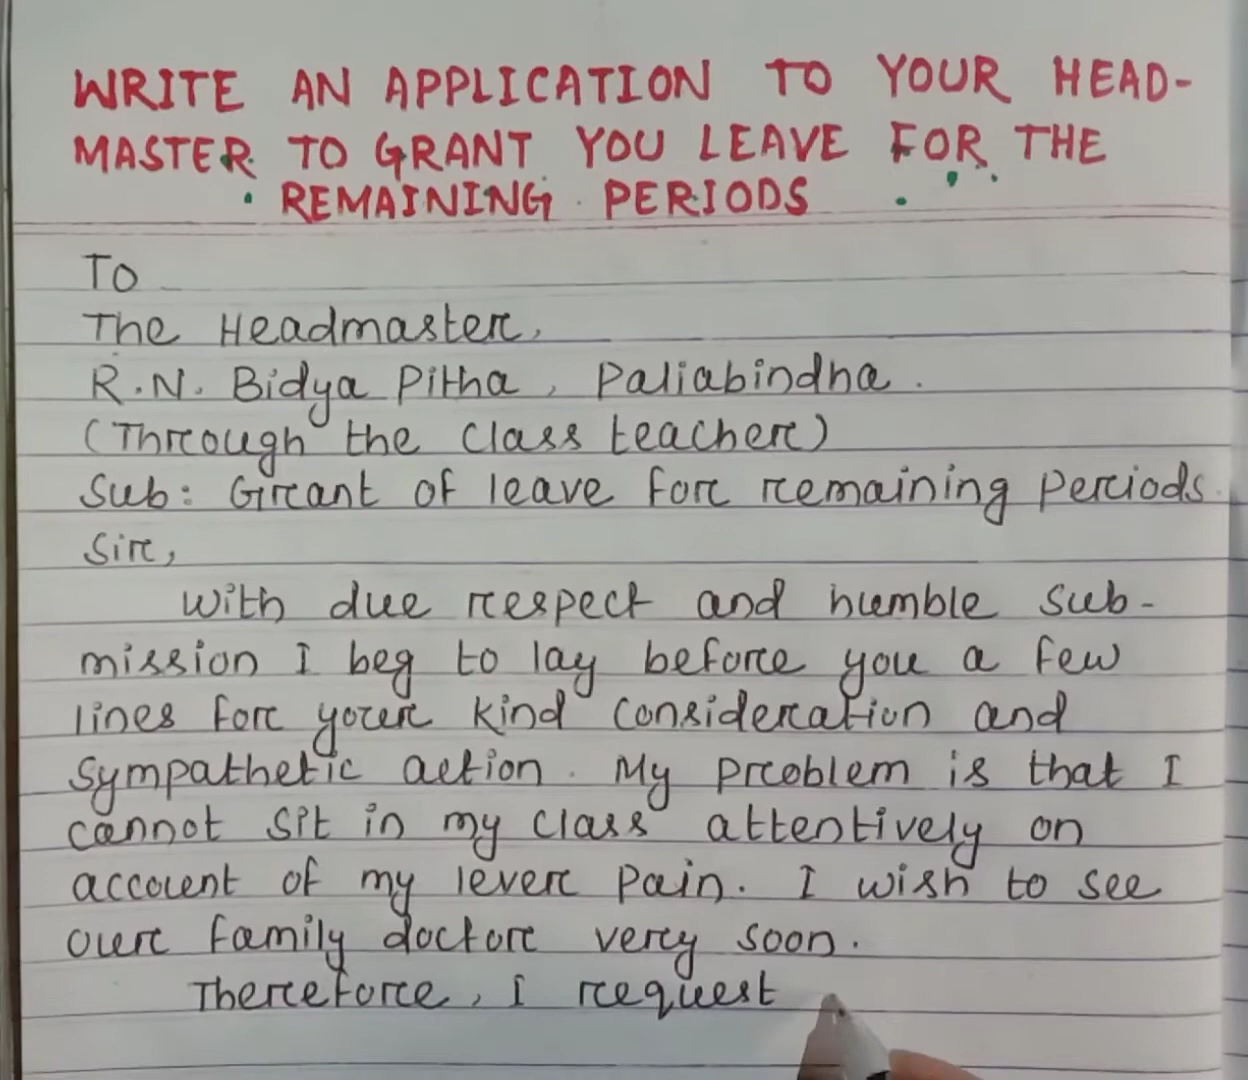 WRITE AN APPLICATION TO YOUR HEAD-
MASTER TO GRANT YOU LEAVE FOR THE
REMAINING PERIODS
To
The Headmaster,
R.N. Bidya Pitha, Paliabindha.
(Through the class teacher)
Sub: Grant of leave for remaining periods.
Sir,
With due respect and humble sub-
mission I beg to lay before you a few
lines for your kind consideration and
sympathetic action. My problem is that I
cannot sit in my class attentively on
account of my lever pain. I wish to see
our family doctor very soon.
Therefore, I request